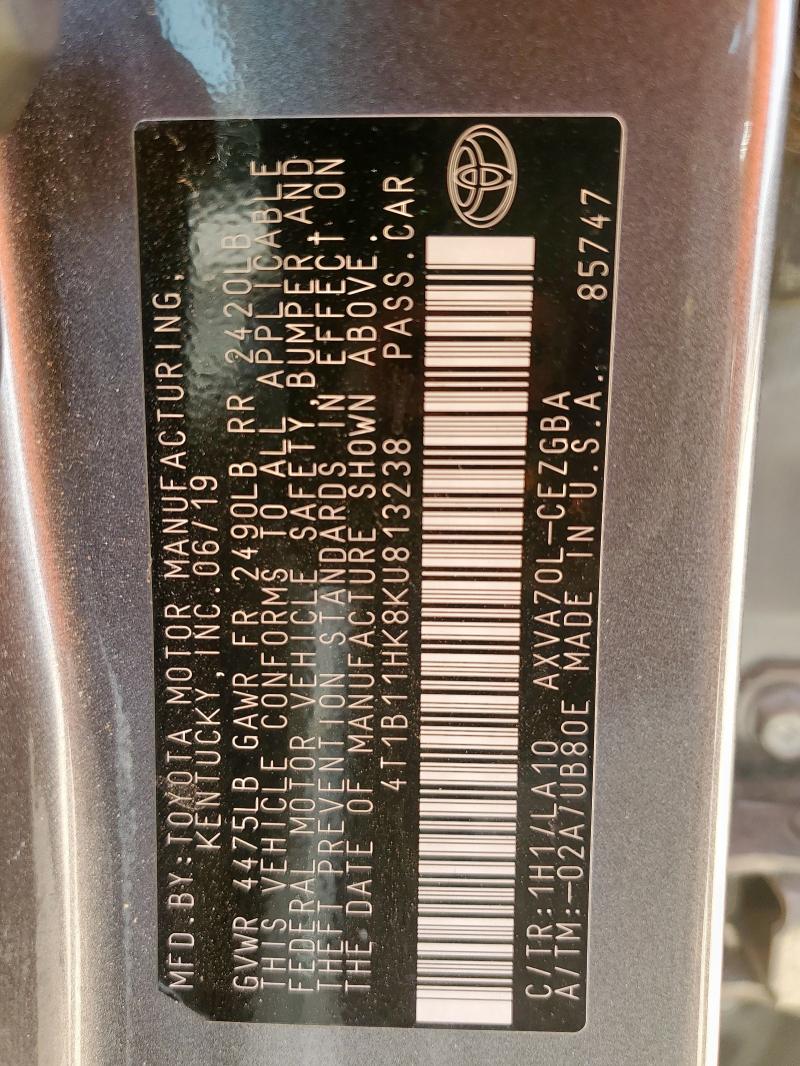 MFD.BY:TOYOTA MOTOR MANUFACTURING,
KENTUCKY, INC.06/19
GVWR 4475LB GAWR FR 2490LB RR 2420LB
THIS VEHICLE CONFORMS TO ALL APPLICABLE
FEDERAL MOTOR VEHICLE SAFETY,BUMPER,AND
THEFT PREVENTION STANDARDS IN EFFECT ON
THE DATE OF MANUFACTURE SHOWN ABOVE.
4T1B11HK8KU813238 PASS.CAR
C/TR:1H1/LA10 AXVA70L-CEZGBA
A/TM:-02A/UB80E MADE IN U.S.A. 85747